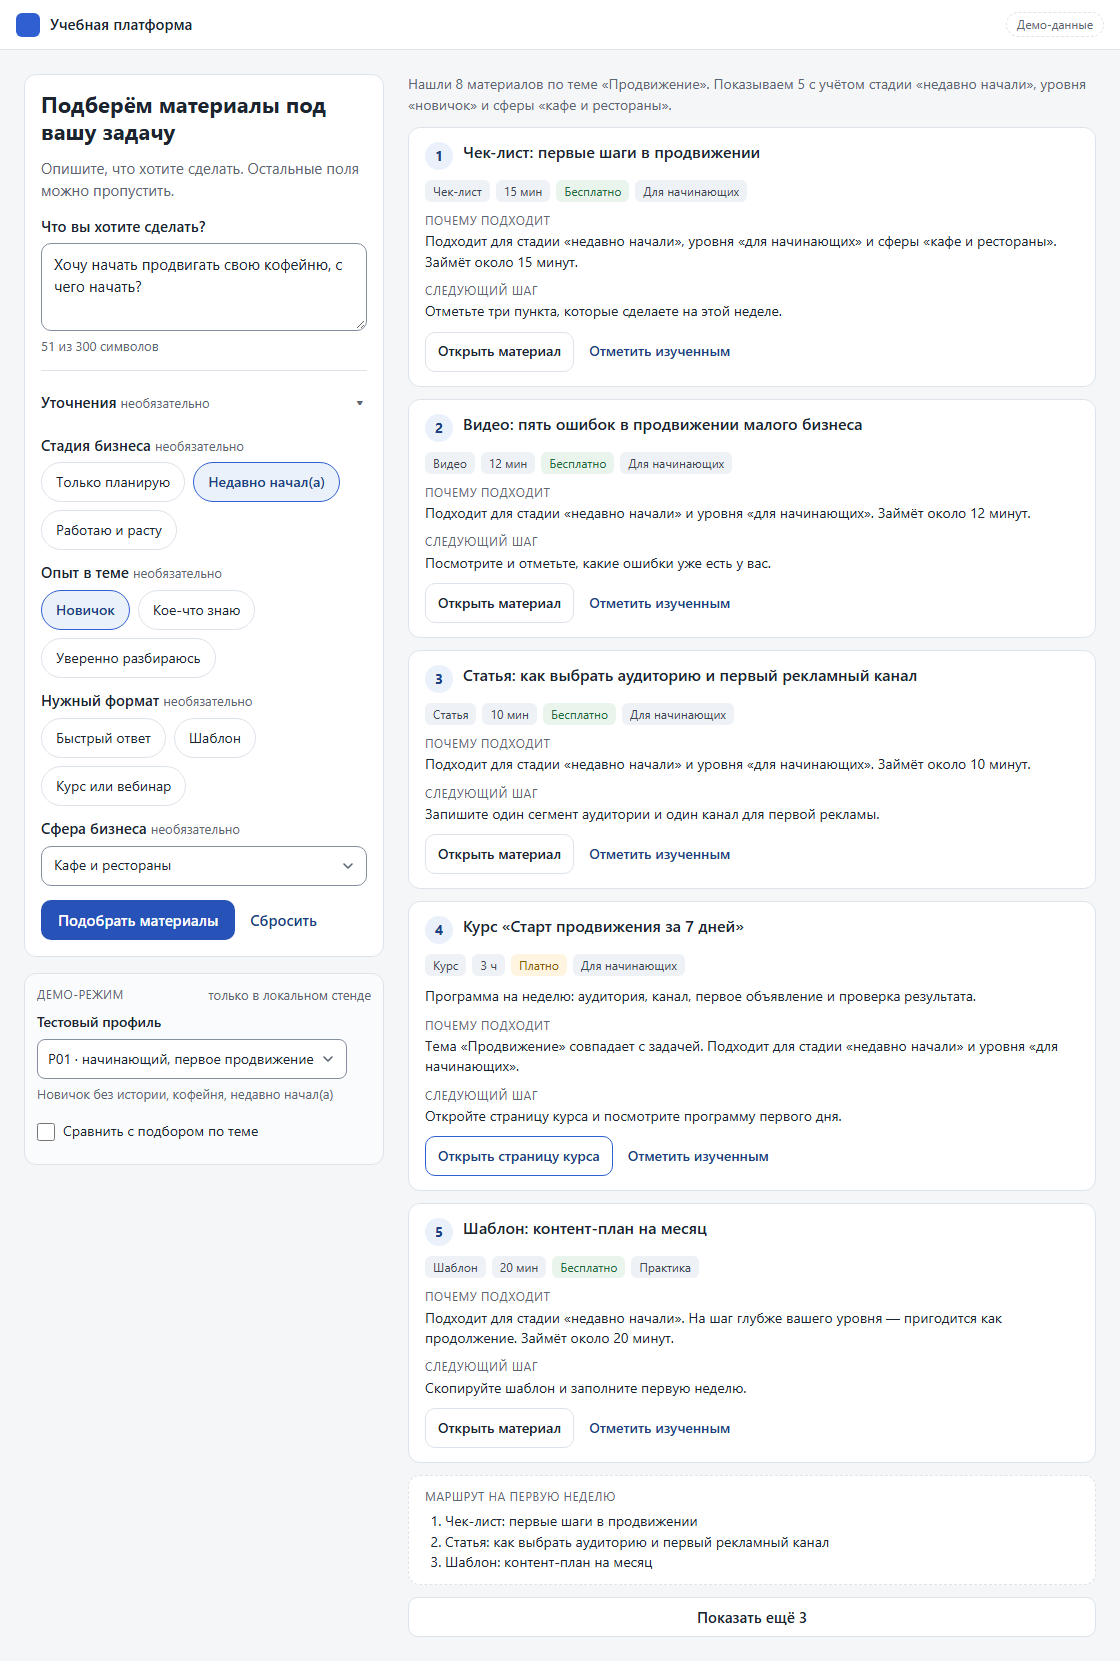 Учебная платформа
Демо-данные
Подберём материалы под
вашу задачу
Опишите, что хотите сделать. Остальные поля
можно пропустить.
Что вы хотите сделать?
Хочу начать продвигать свою кофейню, с
чего начать?
51 из 300 символов
Уточнения необязательно
Стадия бизнеса необязательно
Только планирую
Недавно начал(а)
Работаю и расту
Опыт в теме необязательно
Новичок
Кое-что знаю
Уверенно разбираюсь
Нужный формат необязательно
Быстрый ответ
Шаблон
Курс или вебинар
Сфера бизнеса необязательно
Кафе и рестораны
Подобрать материалы
Сбросить
ДЕМО-РЕЖИМ
только в локальном стенде
Тестовый профиль
P01 · начинающий, первое продвижение
Новичок без истории, кофейня, недавно начал(а)
Сравнить с подбором по теме
Нашли 8 материалов по теме «Продвижение». Показываем 5 с учётом стадии «недавно начали», уровня
«новичок» и сферы «кафе и рестораны».
1
Чек-лист: первые шаги в продвижении
Чек-лист
15 мин
Бесплатно
Для начинающих
ПОЧЕМУ ПОДХОДИТ
Подходит для стадии «недавно начали», уровня «для начинающих» и сферы «кафе и рестораны».
Займёт около 15 минут.
СЛЕДУЮЩИЙ ШАГ
Отметьте три пункта, которые сделаете на этой неделе.
Открыть материал
Отметить изученным
2
Видео: пять ошибок в продвижении малого бизнеса
Видео
12 мин
Бесплатно
Для начинающих
ПОЧЕМУ ПОДХОДИТ
Подходит для стадии «недавно начали» и уровня «для начинающих». Займёт около 12 минут.
СЛЕДУЮЩИЙ ШАГ
Посмотрите и отметьте, какие ошибки уже есть у вас.
Открыть материал
Отметить изученным
3
Статья: как выбрать аудиторию и первый рекламный канал
Статья
10 мин
Бесплатно
Для начинающих
ПОЧЕМУ ПОДХОДИТ
Подходит для стадии «недавно начали» и уровня «для начинающих». Займёт около 10 минут.
СЛЕДУЮЩИЙ ШАГ
Запишите один сегмент аудитории и один канал для первой рекламы.
Открыть материал
Отметить изученным
4
Курс «Старт продвижения за 7 дней»
Курс
3 ч
Платно
Для начинающих
Программа на неделю: аудитория, канал, первое объявление и проверка результата.
ПОЧЕМУ ПОДХОДИТ
Тема «Продвижение» совпадает с задачей. Подходит для стадии «недавно начали» и уровня «для
начинающих».
СЛЕДУЮЩИЙ ШАГ
Откройте страницу курса и посмотрите программу первого дня.
Открыть страницу курса
Отметить изученным
5
Шаблон: контент-план на месяц
Шаблон
20 мин
Бесплатно
Практика
ПОЧЕМУ ПОДХОДИТ
Подходит для стадии «недавно начали». На шаг глубже вашего уровня — пригодится как
продолжение. Займёт около 20 минут.
СЛЕДУЮЩИЙ ШАГ
Скопируйте шаблон и заполните первую неделю.
Открыть материал
Отметить изученным
МАРШРУТ НА ПЕРВУЮ НЕДЕЛЮ
1. Чек-лист: первые шаги в продвижении
2. Статья: как выбрать аудиторию и первый рекламный канал
3. Шаблон: контент-план на месяц
Показать ещё 3